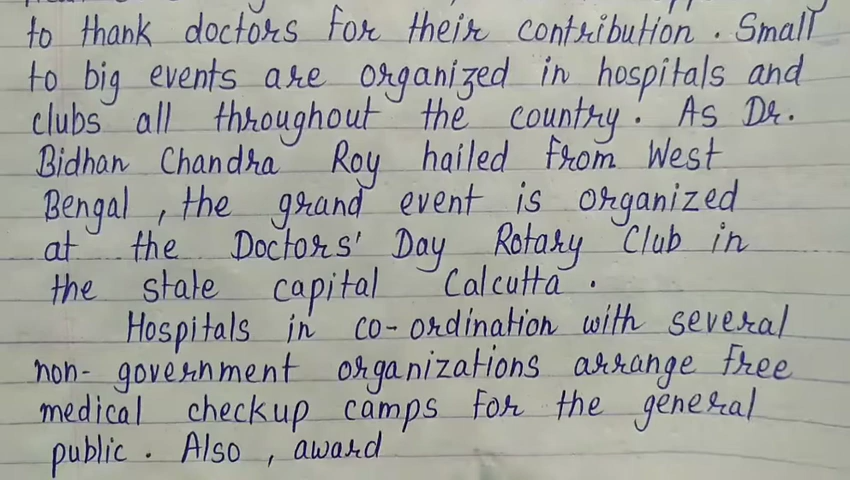 to thank doctors for their contribution. Small
to big events are organized in hospitals and
clubs all throughout the country. As Dr.
Bidhan Chandra Roy hailed from West
Bengal, the grand event is organized
at the Doctors' Day Rotary Club in
the state capital Calcutta.
Hospitals in co-ordination with several
non-government organizations arrange free
medical checkup camps for the general
public. Also, award